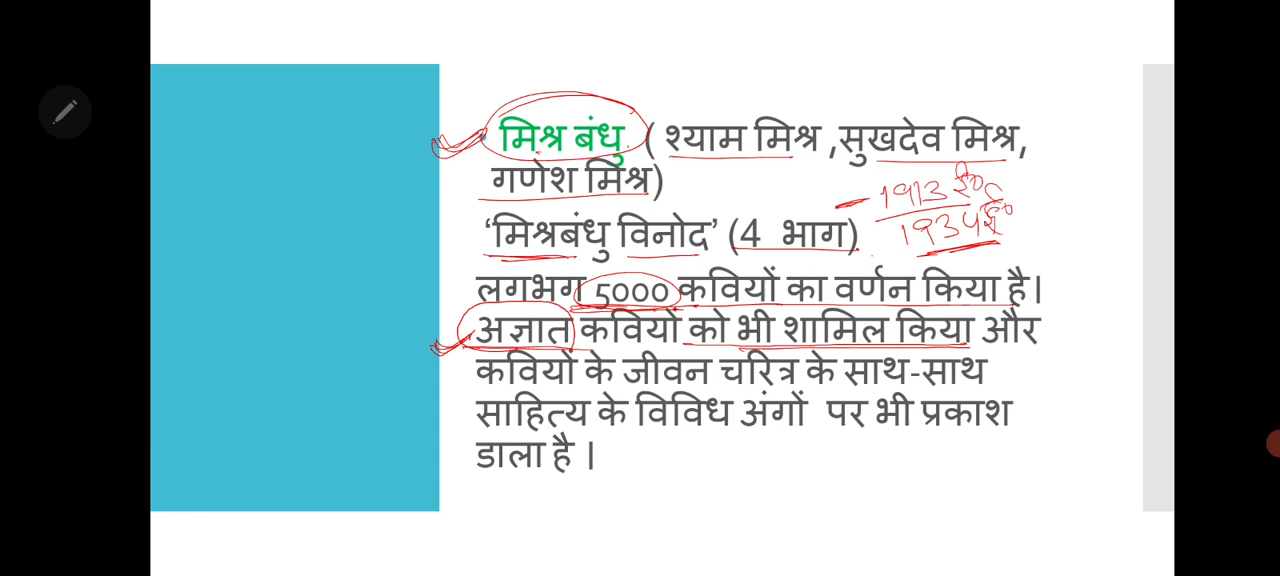 मिश्र बंधु ( श्याम मिश्र ,सुखदेव मिश्र,
गणेश मिश्र)
- 1913 ई०
'मिश्रबंधु विनोद' (4 भाग)
1934 ई०
लगभग 5000 कवियों का वर्णन किया है।
अज्ञात कवियों को भी शामिल किया और
कवियों के जीवन चरित्र के साथ-साथ
साहित्य के विविध अंगों पर भी प्रकाश
डाला है ।